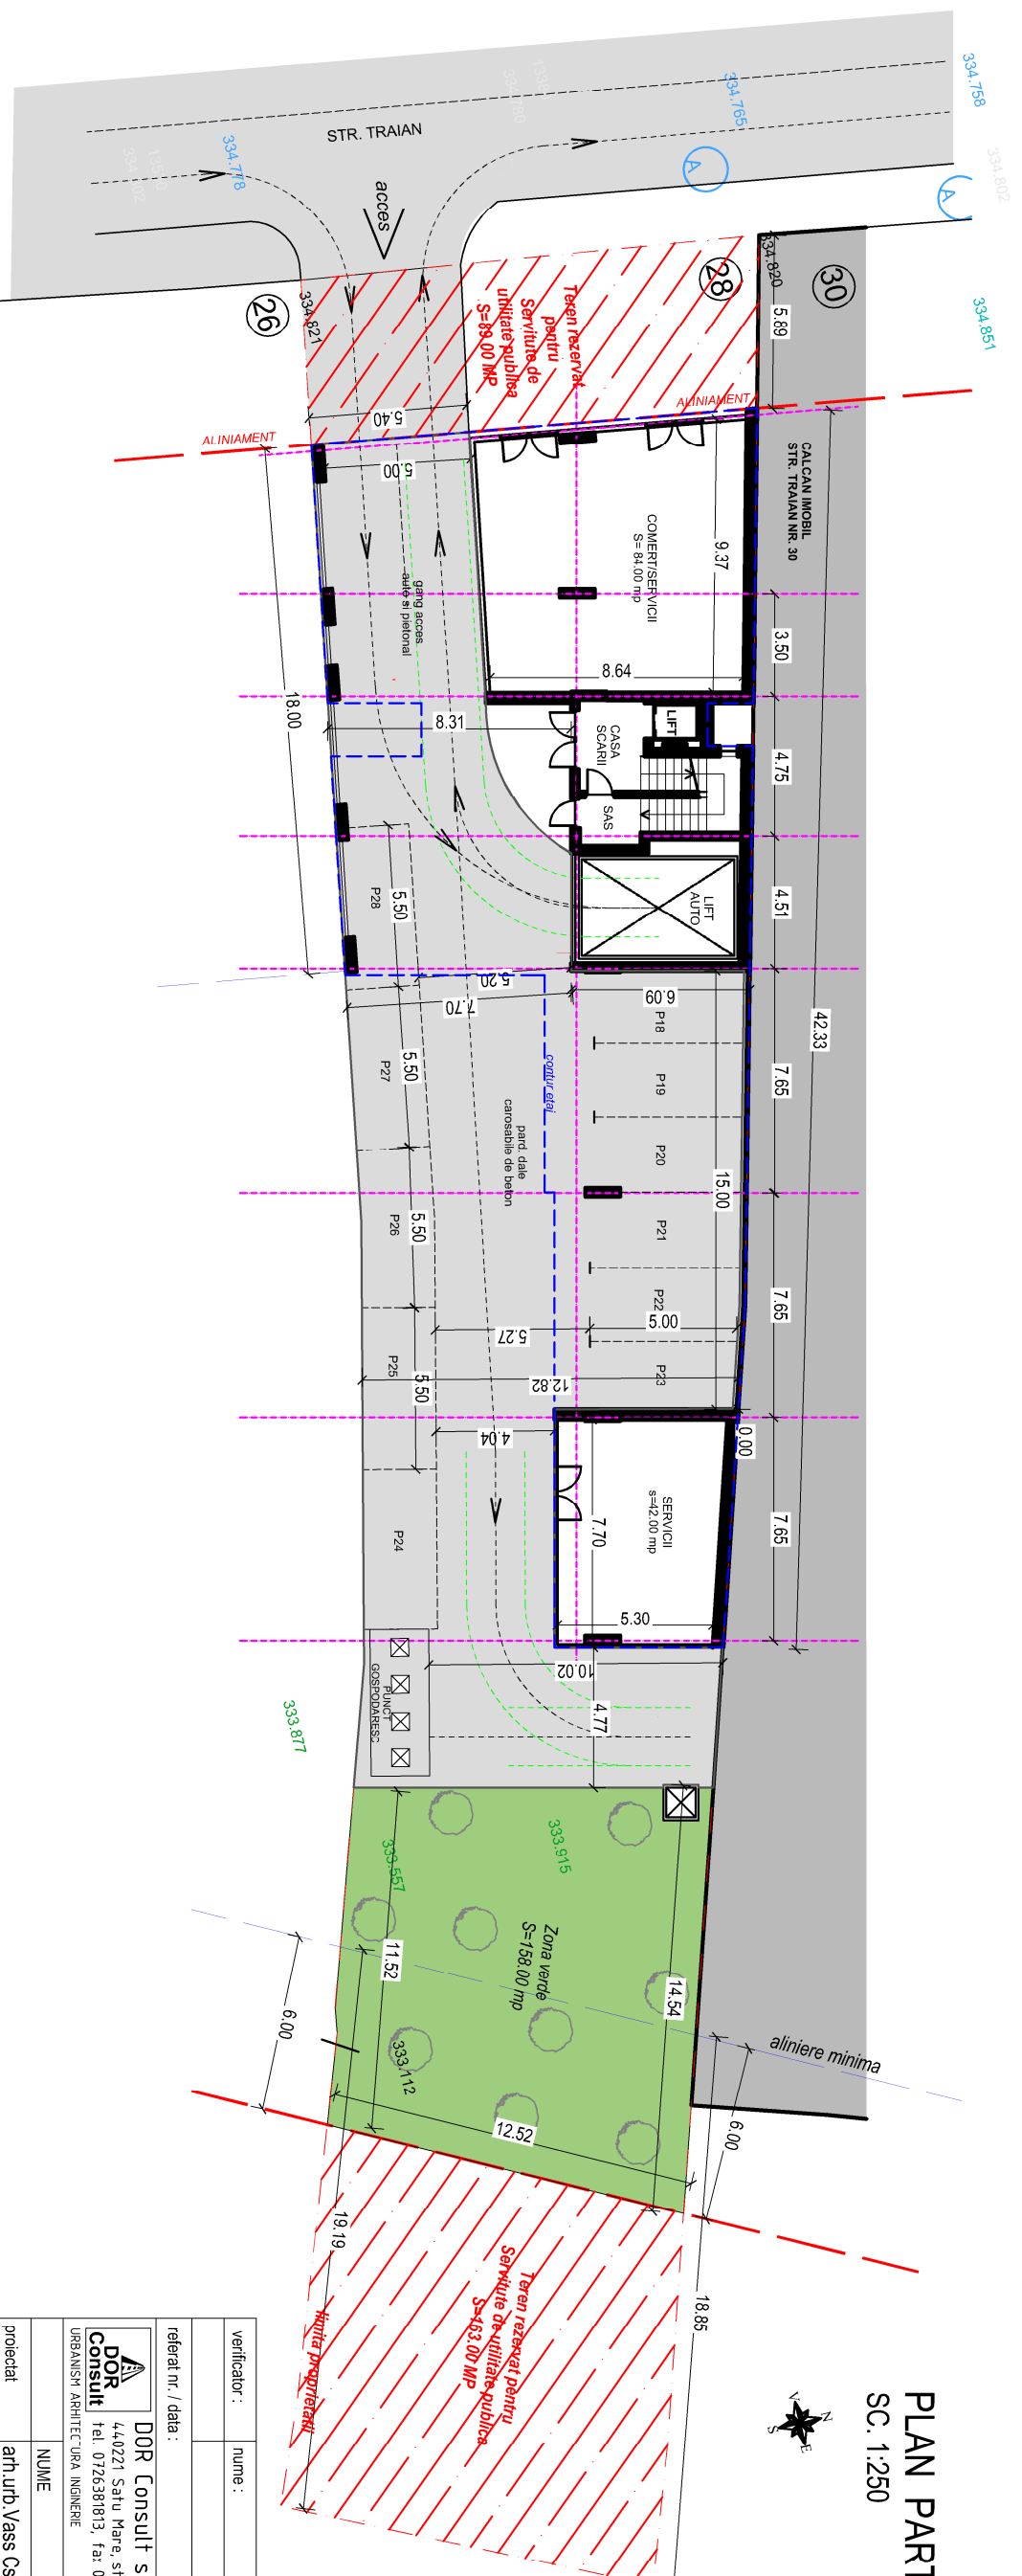 PLAN PART
SC. 1:250
N
E
S
V
334.758
334.765
334.778
334.802
334.851
334.820
334.821
A
A
STR. TRAIAN
acces
26
28
30
5.89
Teren rezervat
pentru
Servitute de
utilitate publica
S=89.00 MP
ALINIAMENT
ALINIAMENT
5.40
5.00
CALCAN IMOBIL
STR. TRAIAN NR. 30
COMERT/SERVICII
S= 84.00 mp
9.37
8.64
3.50
gang acces
auto si pietonal
18.00
8.31
LIFT
CASA
SCARII
SAS
4.75
LIFT
AUTO
4.51
42.33
P28
5.50
5.20
7.70
6.09
P18
P19
P20
P21
P22
P23
7.65
7.65
7.65
15.00
contur etaj
pard. dale
carosabile de beton
P27
5.50
P26
5.50
P25
5.50
P24
5.27
5.00
12.82
4.04
0.00
SERVICII
s=42.00 mp
7.70
5.30
10.02
4.77
PUNCT
GOSPODARESC
333.877
333.557
333.915
333.112
Zona verde
S=158.00 mp
11.52
14.54
12.52
6.00
6.00
aliniere minima
19.19
18.85
Teren rezervat pentru
Servitute de utilitate publica
S=163.00 MP
limita proprietatii
verificator :
nume :
referat nr. / data :
DOR
Consult
DOR Consult s
440221 Satu Mare, st
tel. 0726381813, fax 0
URBANISM ARHITECTURA INGINERIE
NUME
proiectat
arh.urb.Vass Cs